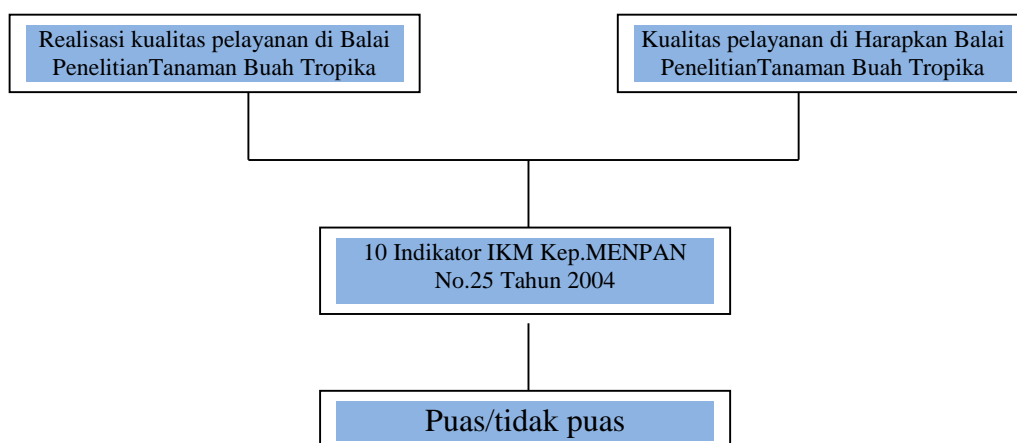 Realisasi kualitas pelayanan di Balai
PenelitianTanaman Buah Tropika
Kualitas pelayanan di Harapkan Balai
PenelitianTanaman Buah Tropika
10 Indikator IKM Kep.MENPAN
No.25 Tahun 2004
Puas/tidak puas